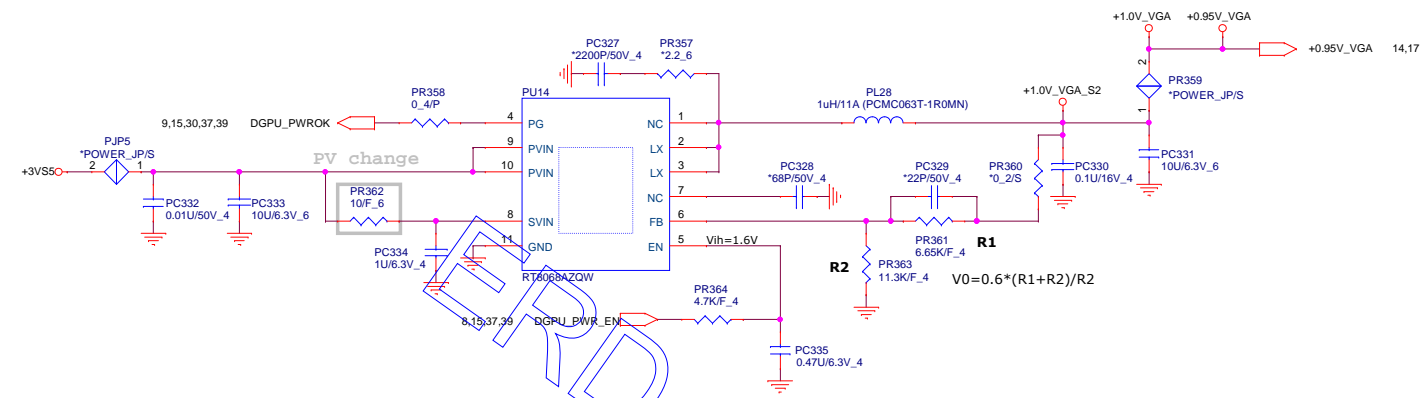 +1.0V_VGA +0.95V_VGA
+0.95V_VGA 14,17
PC327
*2200P/50V_4
PR357
*2.2_6
2
PR359
*POWER_JP/S
1
PU14
PL28
1uH/11A (PCMC063T-1R0MN)
+1.0V_VGA_S2
PR358
0_4/P
9,15,30,37,39 DGPU_PWROK
4 PG
NC 1
9 PVIN
LX 2
10 PVIN
LX 3
NC 7
8 SVIN
FB 6
11 GND
EN 5
RT8068AZQW
PJP5
*POWER_JP/S
+3VS5 2 1
PV change
PR362
10/F_6
PC332
0.01U/50V_4
PC333
10U/6.3V_6
PC334
1U/6.3V_4
PC328
*68P/50V_4
PC329
*22P/50V_4
PR360
*0_2/S
PC330
0.1U/16V_4
PC331
10U/6.3V_6
PR361
6.65K/F_4
R1
Vih=1.6V
R2
PR363
11.3K/F_4
V0=0.6*(R1+R2)/R2
PR364
4.7K/F_4
8,15,37,39 DGPU_PWR_EN
PC335
0.47U/6.3V_4
ERD